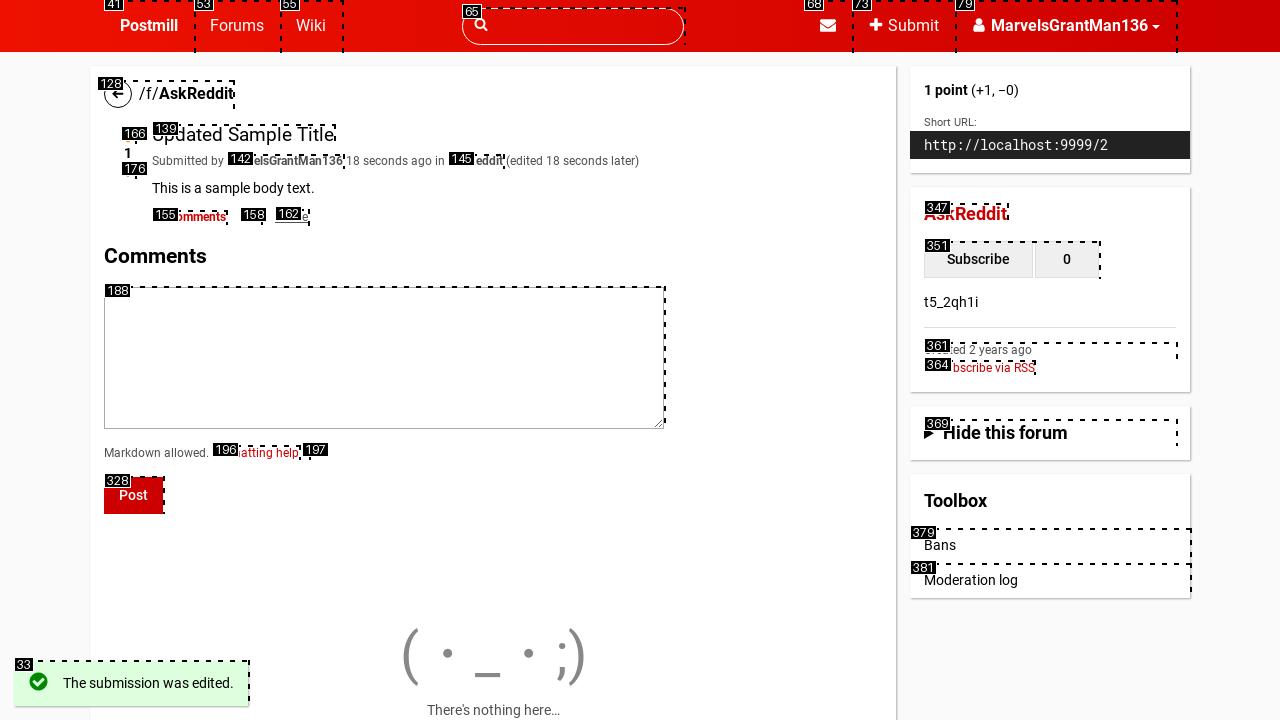 41 Postmill 53 Forums 55 Wiki 65 68 73 Submit 79 MarvelsGrantMan136
128 /f/AskReddit
166 139 Updated Sample Title
1
176 Submitted by 142 elsGrantMan136 18 seconds ago in 145 reddit (edited 18 seconds later)
This is a sample body text.
155 omments 158 162 e
Comments
188
Markdown allowed. 196 atting help 197
328
Post
( · _ · ;)
There's nothing here…
33
The submission was edited.
1 point (+1, −0)
Short URL:
http://localhost:9999/2
347
AskReddit
351
Subscribe 0
t5_2qh1i
361 ed 2 years ago
364 bscribe via RSS
369
Hide this forum
Toolbox
379
Bans
381
Moderation log